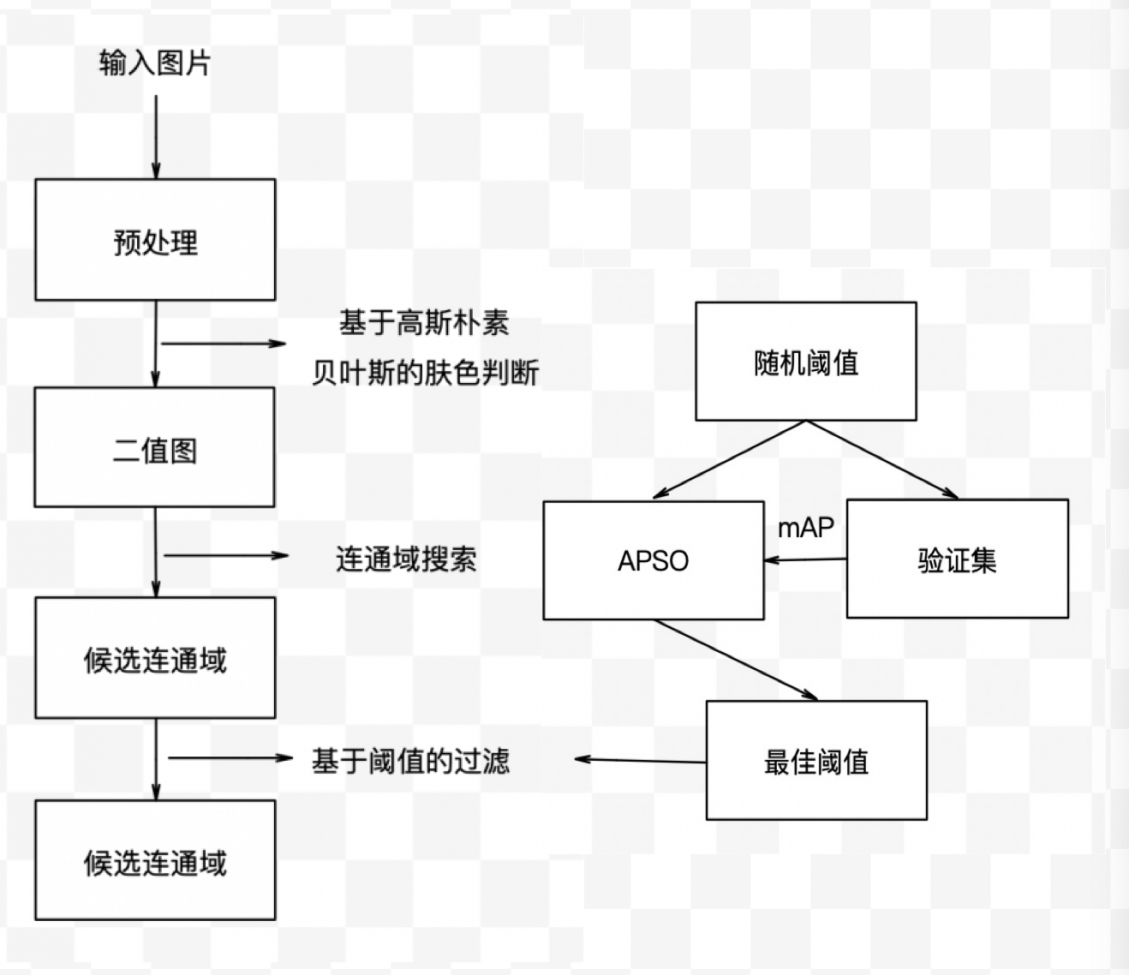 输入图片
预处理
基于高斯朴素
贝叶斯的肤色判断
二值图
连通域搜索
候选连通域
基于阈值的过滤
候选连通域
随机阈值
APSO
mAP
验证集
最佳阈值